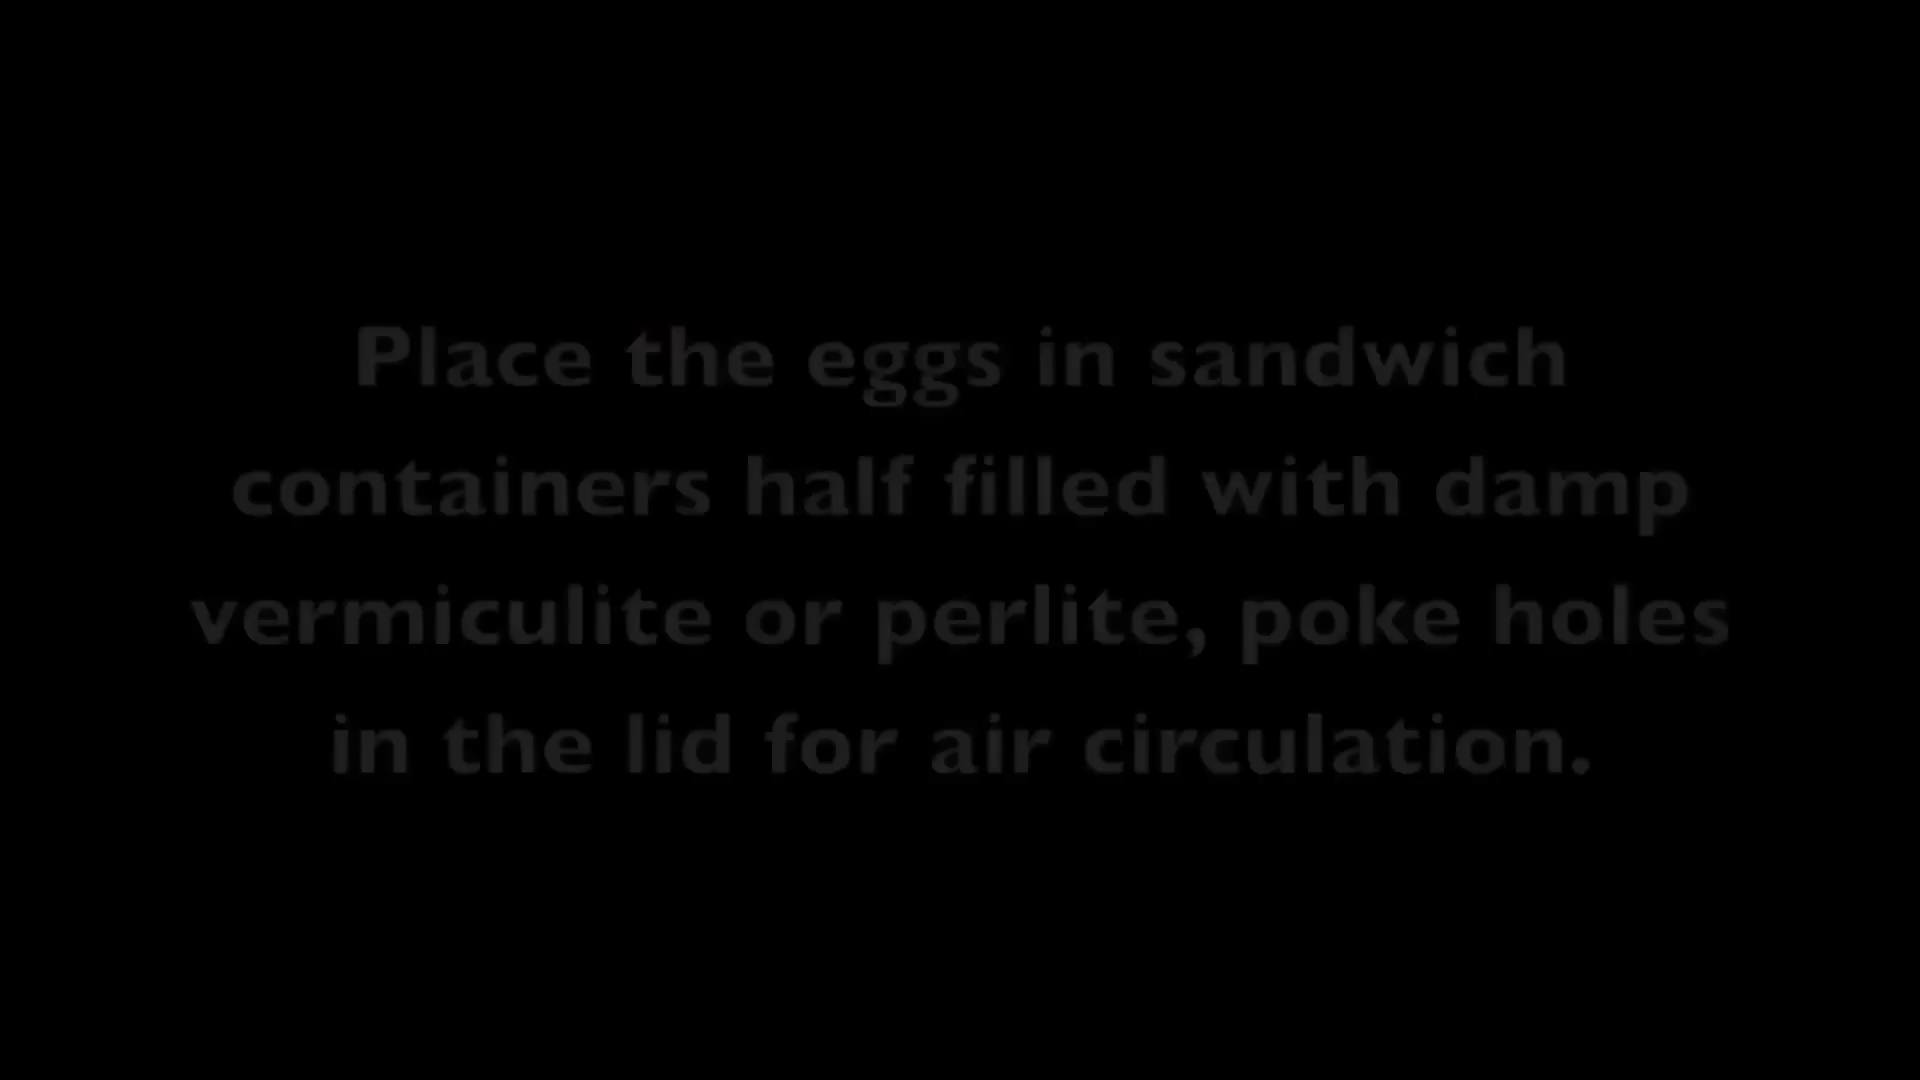 Place the eggs in sandwich
containers half filled with damp
vermiculite or perlite, poke holes
in the lid for air circulation.